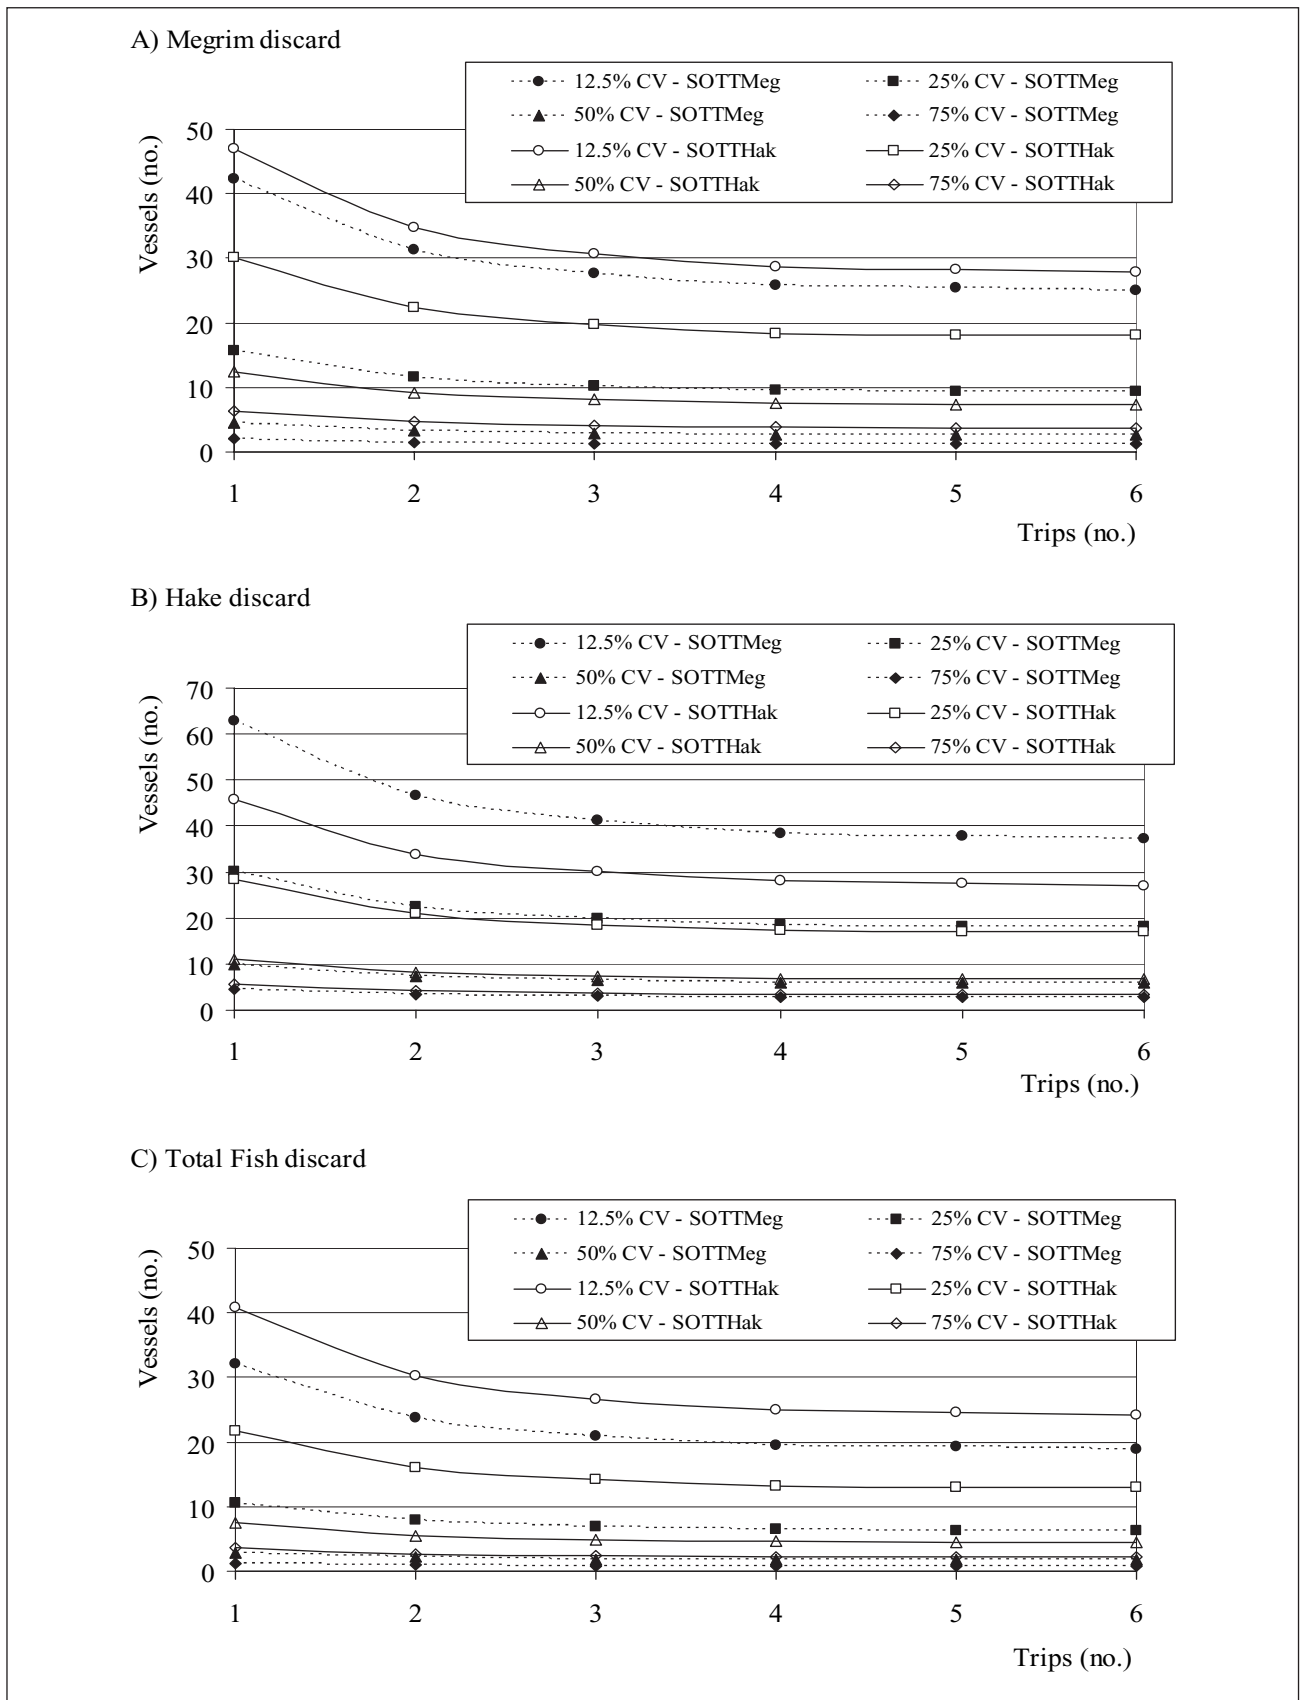 A) Megrim discard
12.5% CV - SOTTMeg 25% CV - SOTTMeg
50% CV - SOTTMeg 75% CV - SOTTMeg
12.5% CV - SOTTHak 25% CV - SOTTHak
50% CV - SOTTHak 75% CV - SOTTHak
Vessels (no.)
50
40
30
20
10
0
1 2 3 4 5 6
Trips (no.)
B) Hake discard
12.5% CV - SOTTMeg 25% CV - SOTTMeg
50% CV - SOTTMeg 75% CV - SOTTMeg
12.5% CV - SOTTHak 25% CV - SOTTHak
50% CV - SOTTHak 75% CV - SOTTHak
Vessels (no.)
70
60
50
40
30
20
10
0
1 2 3 4 5 6
Trips (no.)
C) Total Fish discard
12.5% CV - SOTTMeg 25% CV - SOTTMeg
50% CV - SOTTMeg 75% CV - SOTTMeg
12.5% CV - SOTTHak 25% CV - SOTTHak
50% CV - SOTTHak 75% CV - SOTTHak
Vessels (no.)
50
40
30
20
10
0
1 2 3 4 5 6
Trips (no.)